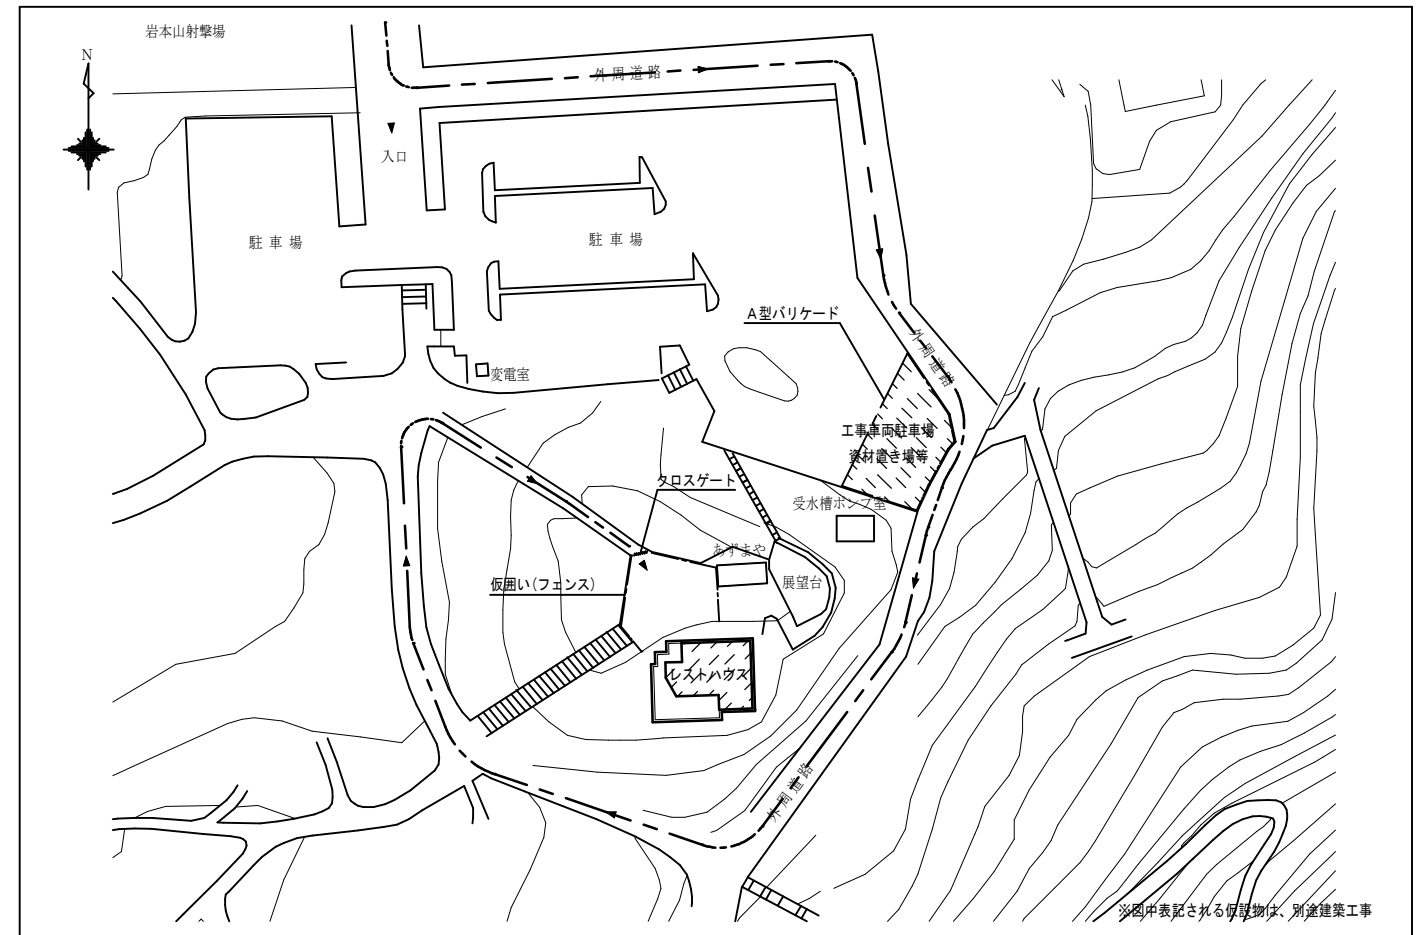 岩本山射撃場
N
外周道路
入口
駐車場
駐車場
A型バリケード
外周道路
変電室
工事車両駐車場
資材置き場等
クロスゲート
受水槽ポンプ室
あずまや
展望台
仮囲い(フェンス)
レストハウス
外周道路
※図中表記される仮設物は、別途建築工事